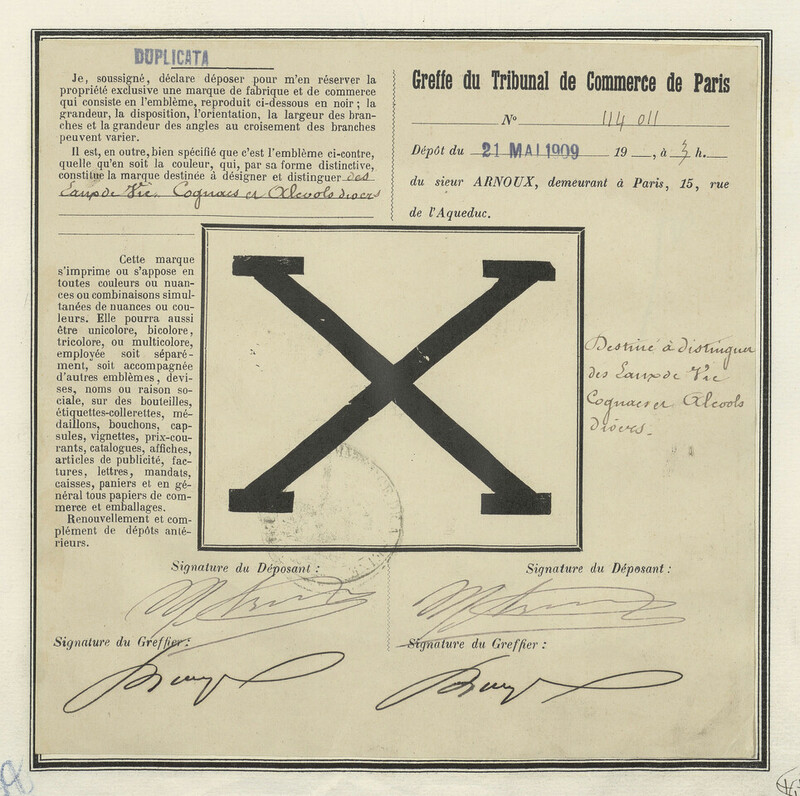 DUPLICATA
Je, soussigné, déclare déposer pour m'en réserver la
propriété exclusive une marque de fabrique et de commerce
qui consiste en l'emblème, reproduit ci-dessous en noir ; la
grandeur, la disposition, l'orientation, la largeur des bran-
ches et la grandeur des angles au croisement des branches
peuvent varier.
Il est, en outre, bien spécifié que c'est l'emblème ci-contre,
quelle qu'en soit la couleur, qui, par sa forme distinctive,
constitue la marque destinée à désigner et distinguer des
Eaux de Vie Cognacs et Alcools divers
Greffe du Tribunal de Commerce de Paris
N° 114 011
Dépôt du 21 MAI 1909 19 , à 3 h.
du sieur ARNOUX, demeurant à Paris, 15, rue
de l'Aqueduc.
Cette marque
s'imprime ou s'appose en
toutes couleurs ou nuan-
ces ou combinaisons simul-
tanées de nuances ou cou-
leurs. Elle pourra aussi
être unicolore, bicolore,
tricolore, ou multicolore,
employée soit séparé-
ment, soit accompagnée
d'autres emblèmes, devi-
ses, noms ou raison so-
ciale, sur des bouteilles,
étiquettes-collerettes, mé-
daillons, bouchons, cap-
sules, vignettes, prix-cou-
rants, catalogues, affiches,
articles de publicité, fac-
tures, lettres, mandats,
caisses, paniers et en gé-
néral tous papiers de com-
merce et emballages.
Renouvellement et com-
plément de dépôts anté-
rieurs.
X
Destiné à distinguer
des Eaux de Vie
Cognacs et Alcools
divers.
Signature du Déposant :
Signature du Déposant :
Signature du Greffier :
Signature du Greffier :